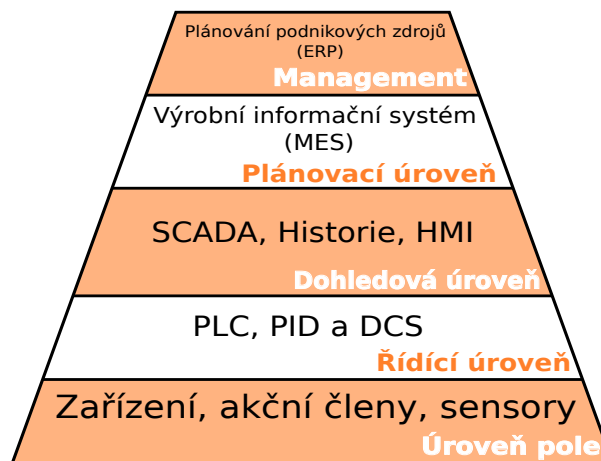 Plánování podnikových zdrojů
(ERP)
Management
Výrobní informační systém
(MES)
Plánovací úroveň
SCADA, Historie, HMI
Dohledová úroveň
PLC, PID a DCS
Řídící úroveň
Zařízení, akční členy, sensory
Úroveň pole